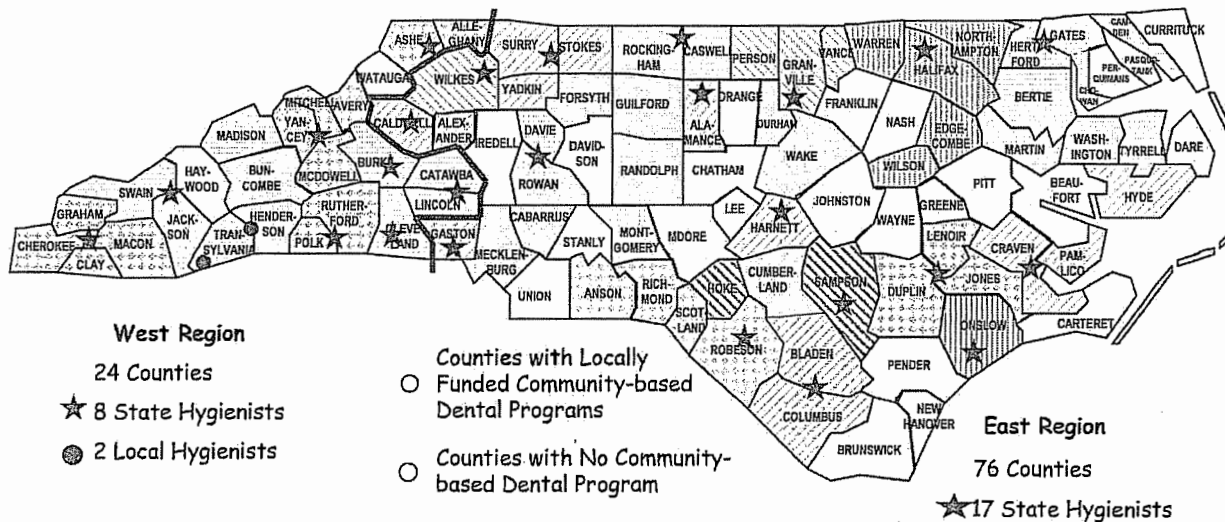 ASHE
ALLE-
GHANY
SURRY
STOKES
ROCKING-
HAM
CASWELL
PERSON
GRAN-
VILLE
VANCE
WARREN
NORTH
AMPTON
HALIFAX
HERT
FORD
GATES
CAM-
DEN
CURRITUCK
PASQUO-
TANK
PER-
QUIMANS
CHO-
WAN
WATAUGA
WILKES
YADKIN
FORSYTH
GUILFORD
ORANGE
ALA-
MANCE
DURHAM
FRANKLIN
NASH
EDGE-
COMBE
BERTIE
MITCHELL
AVERY
YAN-
CEY
CALDWELL
ALEX-
ANDER
IREDELL
DAVIE
DAVID-
SON
MADISON
BURKE
MCDOWELL
CATAWBA
ROWAN
RANDOLPH
CHATHAM
WAKE
WILSON
MARTIN
WASH-
INGTON
TYRRELL
DARE
HAY-
WOOD
BUN-
COMBE
SWAIN
LINCOLN
JOHNSTON
PITT
BEAU-
FORT
HYDE
GRAHAM
JACK-
SON
HENDER-
SON
RUTHER-
FORD
CABARRUS
LEE
WAYNE
GREENE
CHEROKEE
MACON
TRAN-
SYLVANIA
POLK
CLEVE
LAND
GASTON
STANLY
MONT-
GOMERY
MOORE
HARNETT
LENOIR
CRAVEN
PAM-
LICO
CLAY
MECKLEN-
BURG
UNION
ANSON
RICH-
MOND
HOKE
CUMBER-
LAND
SAMPSON
DUPLIN
JONES
SCOT-
LAND
ROBESON
BLADEN
ONSLOW
CARTERET
PENDER
COLUMBUS
NEW
HANOVER
BRUNSWICK
West Region
24 Counties
8 State Hygienists
2 Local Hygienists
Counties with Locally
Funded Community-based
Dental Programs
Counties with No Community-
based Dental Program
East Region
76 Counties
17 State Hygienists